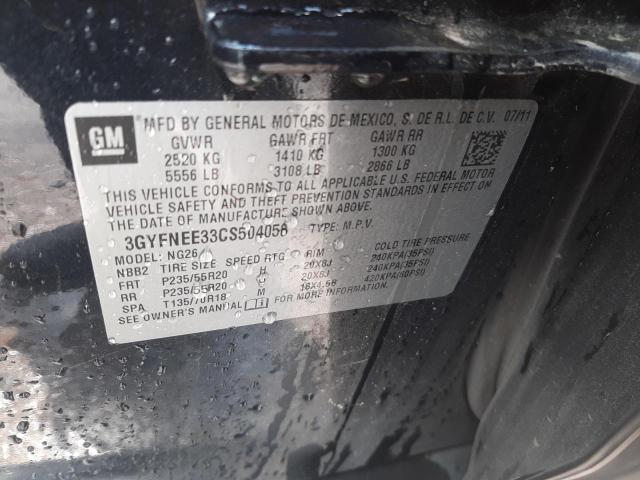 GM
MFD BY GENERAL MOTORS DE MEXICO, S. DE R.L. DE C.V. 07/11
GVWR GAWR FRT GAWR RR
2520 KG 1410 KG 1300 KG
5556 LB 3108 LB 2866 LB
THIS VEHICLE CONFORMS TO ALL APPLICABLE U.S. FEDERAL MOTOR
VEHICLE SAFETY AND THEFT PREVENTION STANDARDS IN EFFECT ON
THE DATE OF MANUFACTURE SHOWN ABOVE.
3GYFNEE33CS504056 TYPE: M.P.V.
NG26
NBB2 TIRE SIZE SPEED RTG RIM COLD TIRE PRESSURE
FRT P235/55R20 H 20X8J 240KPA(35PSI)
RR P235/55R20 H 20X8J 240KPA(35PSI)
SPA T135/70R18 M 18X4.5B 420KPA(60PSI)
SEE OWNER'S MANUAL FOR MORE INFORMATION.